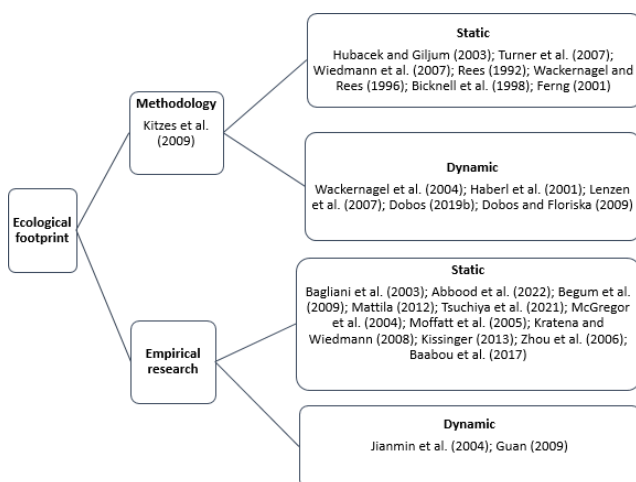 Static
Hubacek and Giljum (2003); Turner et al. (2007);
Wiedmann et al. (2007); Rees (1992); Wackernagel and
Rees (1996); Bicknell et al. (1998); Ferng (2001)
Methodology
Kitzes et al.
(2009)
Dynamic
Wackernagel et al. (2004); Haberl et al. (2001); Lenzen
et al. (2007); Dobos (2019b); Dobos and Floriska (2009)
Ecological
footprint
Static
Bagliani et al. (2003); Abbood et al. (2022); Begum et al.
(2009); Mattila (2012); Tsuchiya et al. (2021); McGregor
et al. (2004); Moffatt et al. (2005); Kratena and
Wiedmann (2008); Kissinger (2013); Zhou et al. (2006);
Baabou et al. (2017)
Empirical
research
Dynamic
Jianmin et al. (2004); Guan (2009)